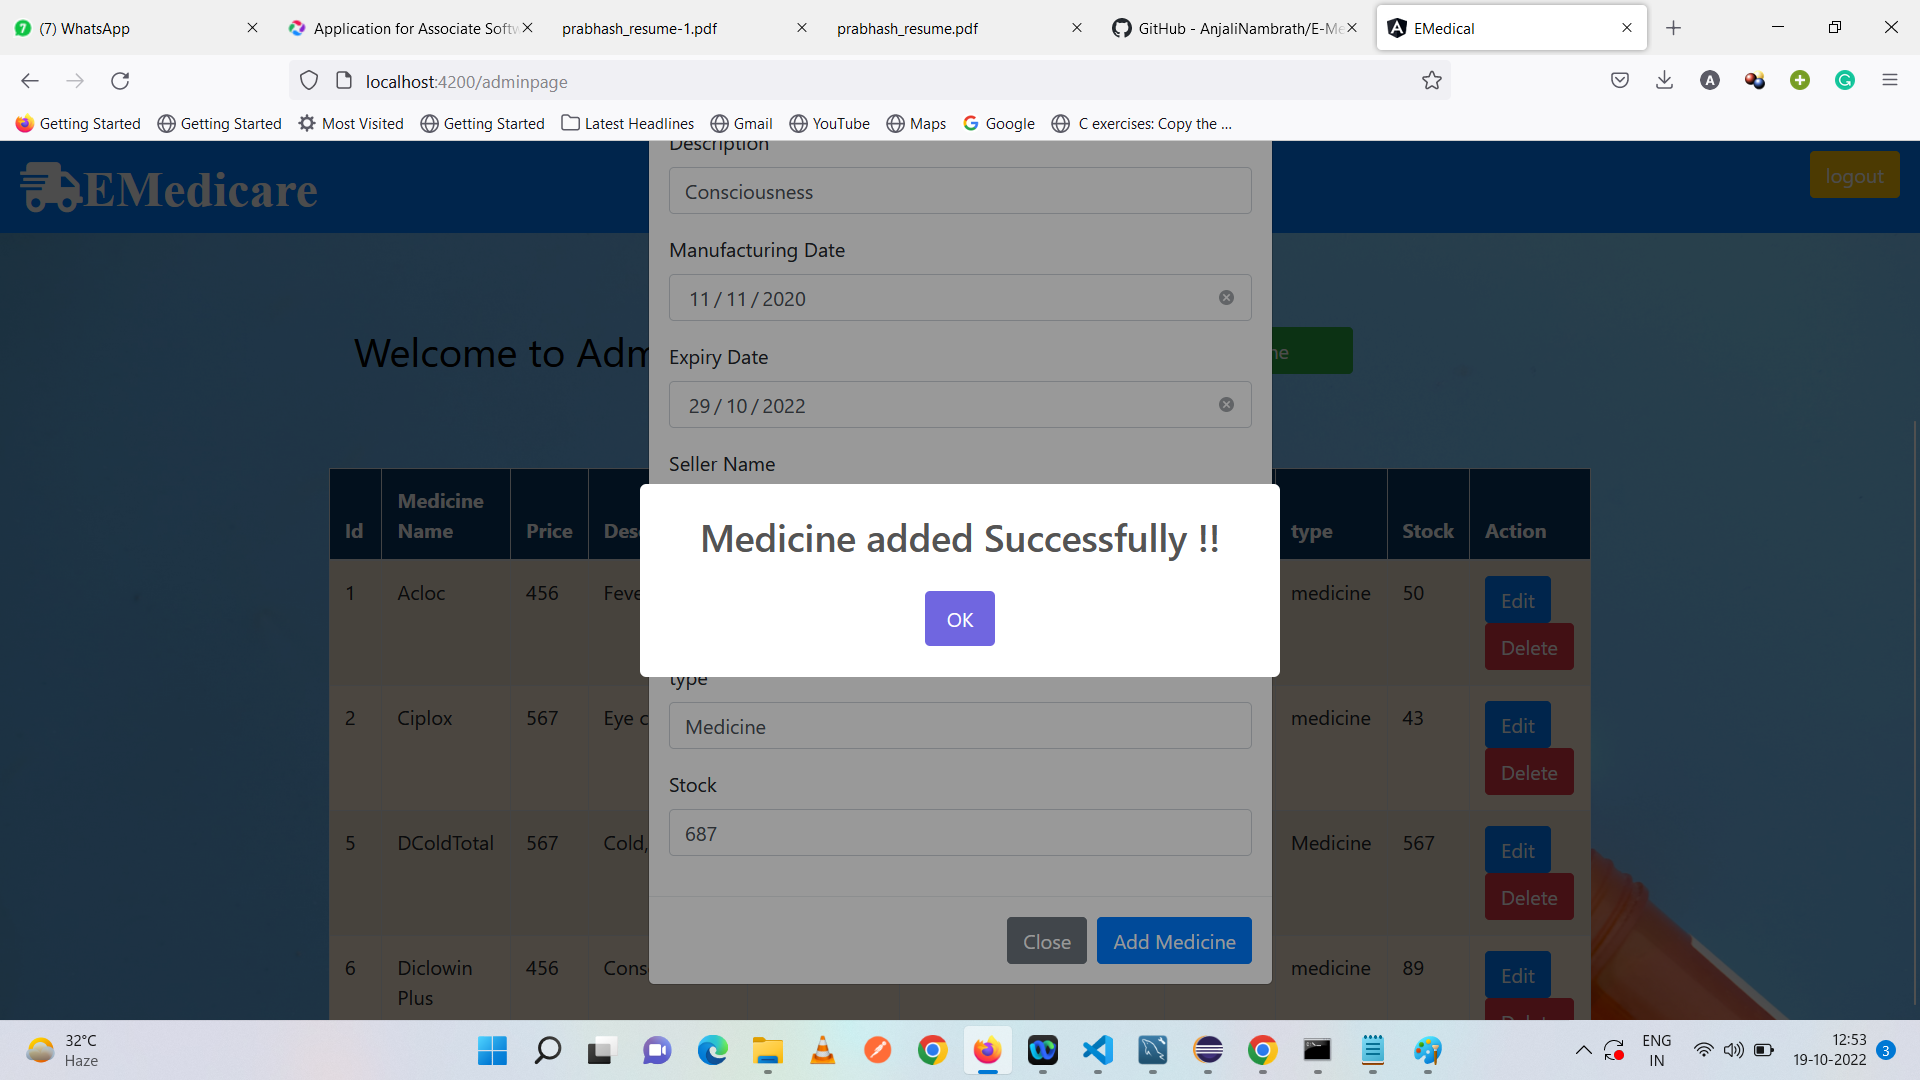 (7) WhatsApp
Application for Associate Softw
prabhash_resume-1.pdf
prabhash_resume.pdf
GitHub - AnjaliNambrath/E-Me
EMedical
localhost:4200/adminpage
Getting Started
Getting Started
Most Visited
Getting Started
Latest Headlines
Gmail
YouTube
Maps
Google
C exercises: Copy the ...
EMedicare
logout
Description
Consciousness
Manufacturing Date
11 / 11 / 2020
Welcome to Adm
ne
Expiry Date
29 / 10 / 2022
Seller Name
Id
Medicine Name
Price
Des
type
Stock
Action
Medicine added Successfully !!
OK
1
Acloc
456
Feve
medicine
50
Edit
Delete
type
Medicine
2
Ciplox
567
Eye c
medicine
43
Edit
Delete
Stock
687
5
DColdTotal
567
Cold,
Medicine
567
Edit
Delete
Close
Add Medicine
6
Diclowin Plus
456
Cons
medicine
89
Edit
Delete
32°C
Haze
ENG
IN
12:53
19-10-2022
3